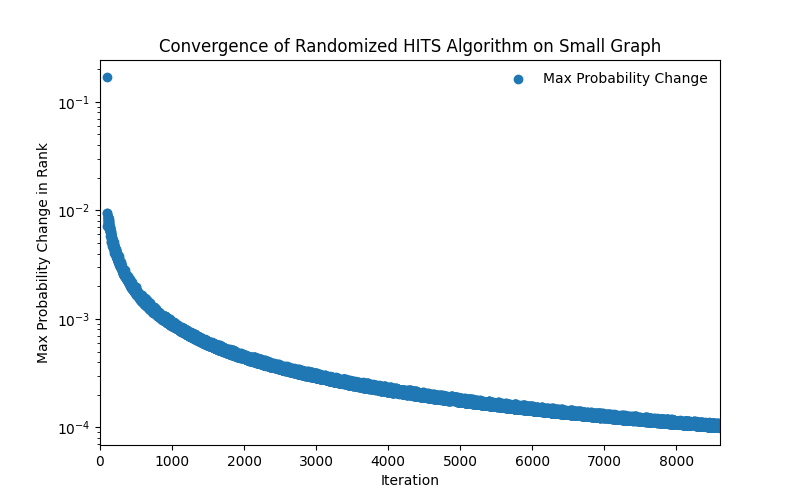 Convergence of Randomized HITS Algorithm on Small Graph
Max Probability Change
Max Probability Change in Rank
10⁻¹
10⁻²
10⁻³
10⁻⁴
0 1000 2000 3000 4000 5000 6000 7000 8000
Iteration